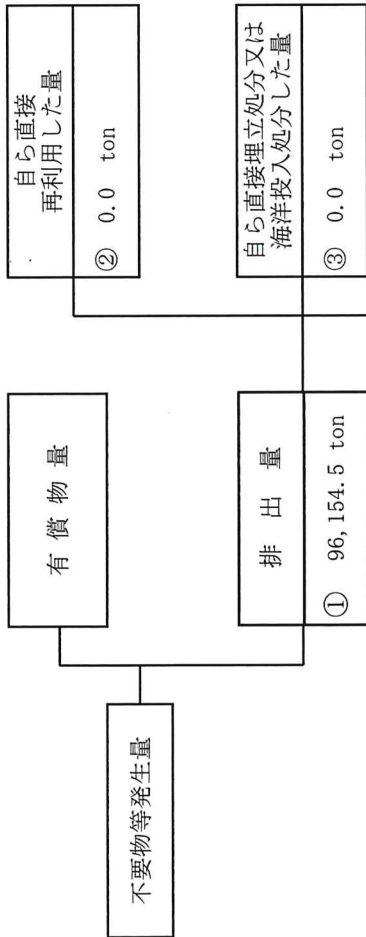 不要物等発生量
有償物量
排出量
① 96,154.5 ton
自ら直接
再利用した量
② 0.0 ton
自ら直接埋立処分又は
海洋投入処分した量
③ 0.0 ton